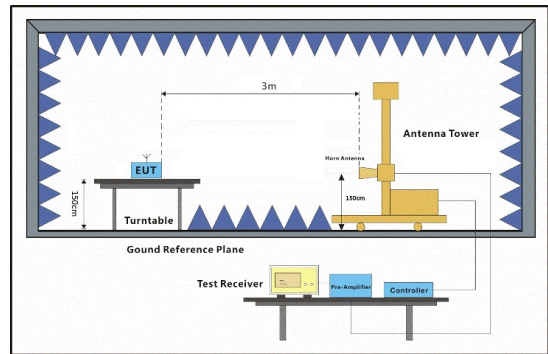 3m
Antenna Tower
Horn Antenna
EUT
150cm
150cm
Turntable
Gound Reference Plane
Test Receiver
Pre-Amplifier
Controller